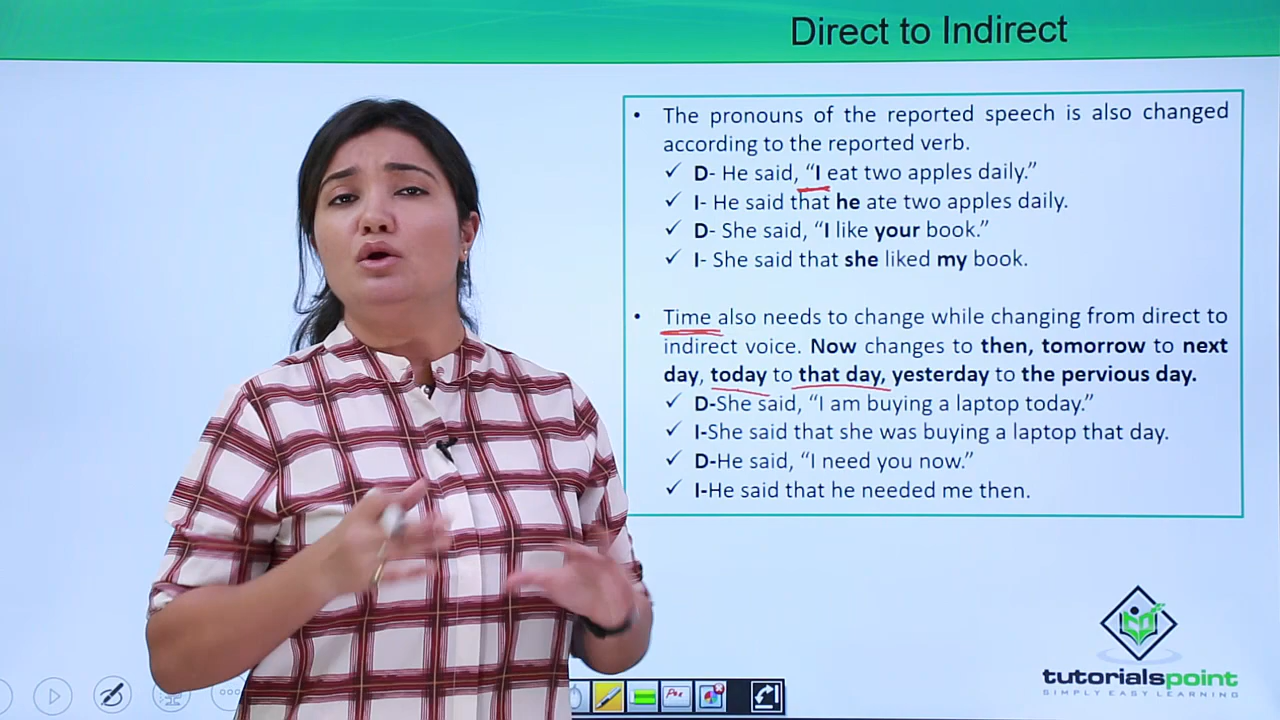 Direct to Indirect
• The pronouns of the reported speech is also changed
according to the reported verb.
✓ D- He said, “I eat two apples daily.”
✓ I- He said that he ate two apples daily.
✓ D- She said, “I like your book.”
✓ I- She said that she liked my book.
• Time also needs to change while changing from direct to
indirect voice. Now changes to then, tomorrow to next
day, today to that day, yesterday to the pervious day.
✓ D-She said, “I am buying a laptop today.”
✓ I-She said that she was buying a laptop that day.
✓ D-He said, “I need you now.”
✓ I-He said that he needed me then.
tutorialspoint
SIMPLY EASY LEARNING
Pen